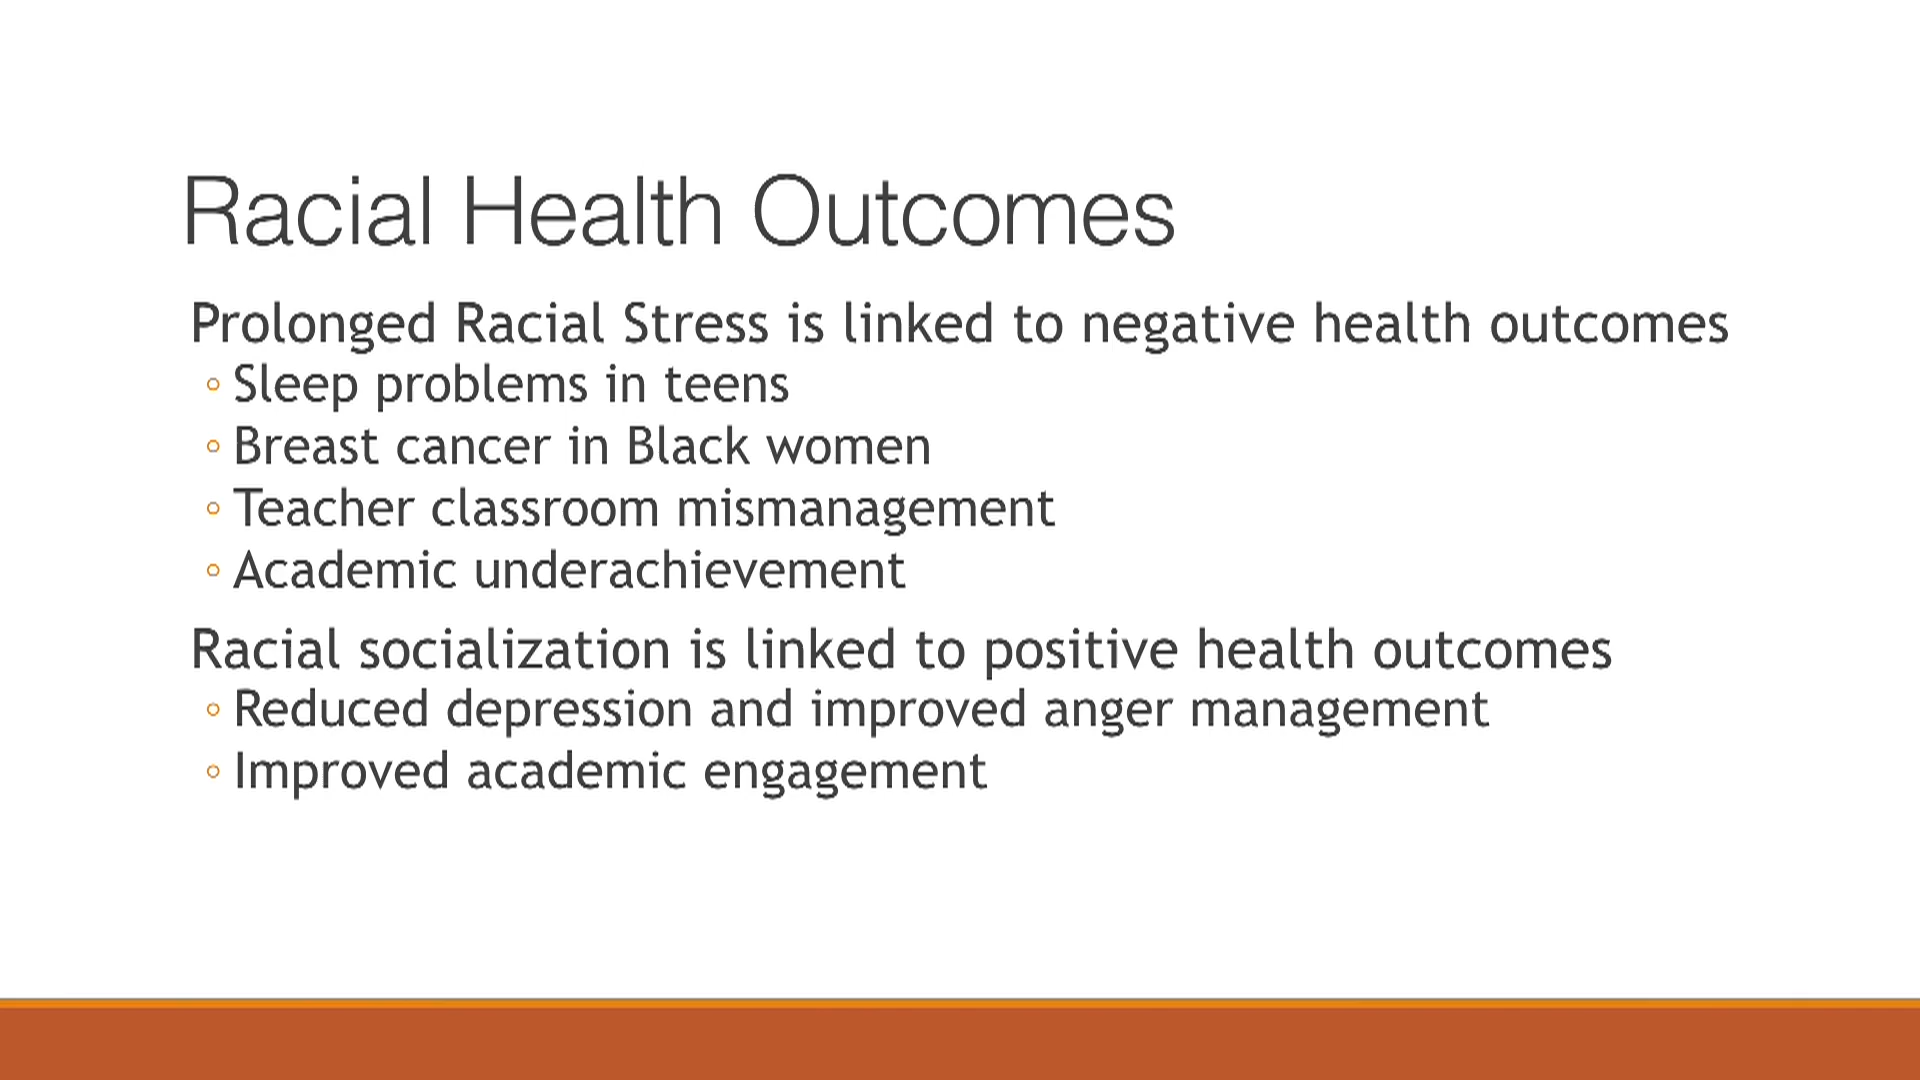 Racial Health Outcomes
Prolonged Racial Stress is linked to negative health outcomes
◦ Sleep problems in teens
◦ Breast cancer in Black women
◦ Teacher classroom mismanagement
◦ Academic underachievement
Racial socialization is linked to positive health outcomes
◦ Reduced depression and improved anger management
◦ Improved academic engagement